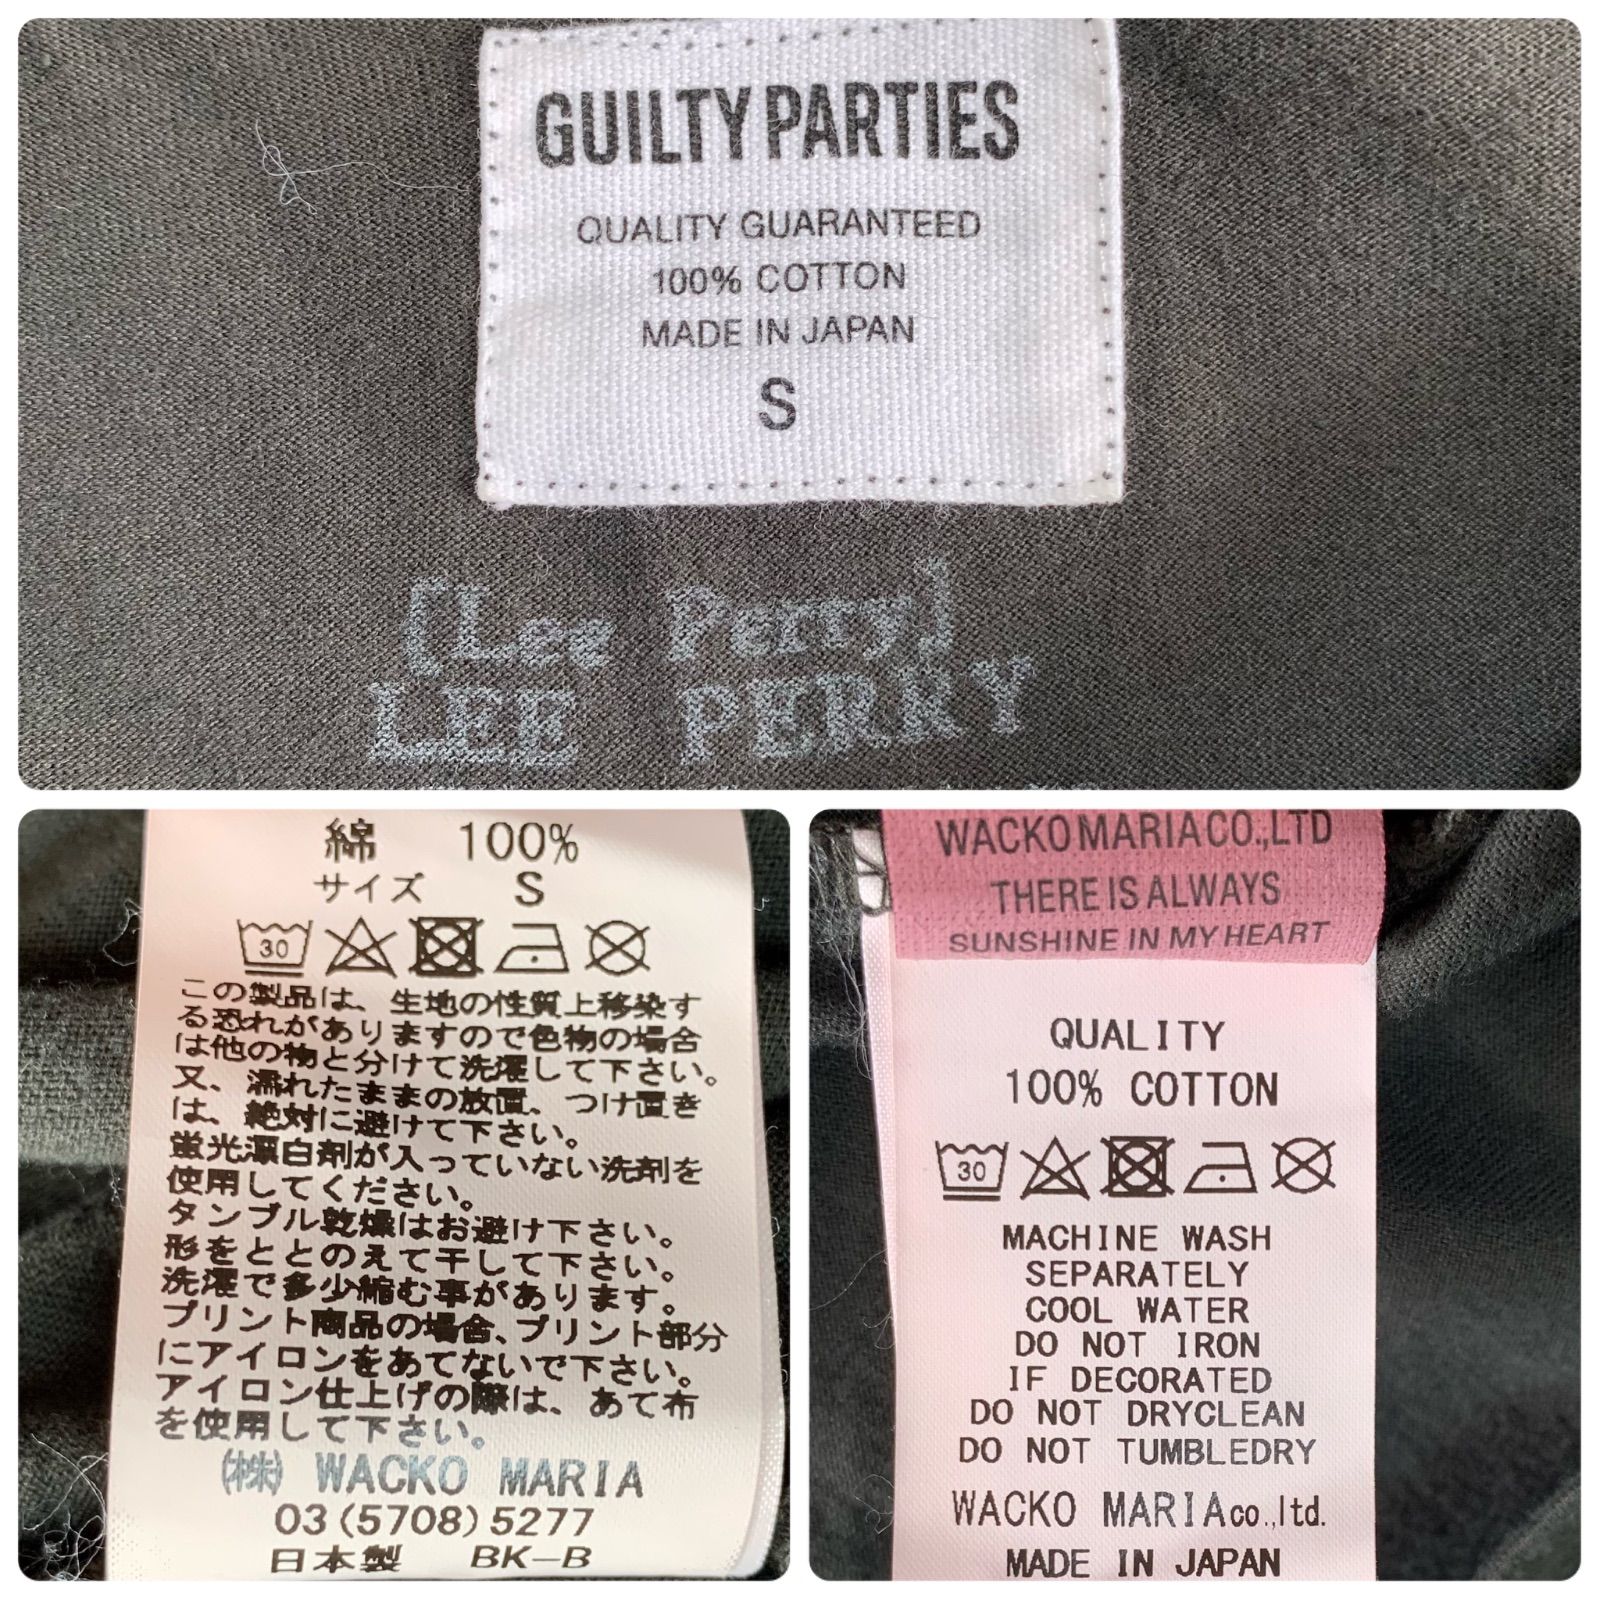 GUILTY PARTIES
QUALITY GUARANTEED
100% COTTON
MADE IN JAPAN
S
[Lee Perry]
LEE PERRY
綿 100%
サイズ S
30
この製品は、生地の性質上移染す
る恐れがありますので色物の場合
は他の物と分けて洗濯して下さい。
又、濡れたままの放置、つけ置き
は、絶対に避けて下さい。
蛍光漂白剤が入っていない洗剤を
使用してください。
タンブル乾燥はお避け下さい。
形をととのえて干して下さい。
洗濯で多少縮む事があります。
プリント商品の場合、プリント部分
にアイロンをあてないで下さい。
アイロン仕上げの際は、あて布
を使用して下さい。
㈱ WACKO MARIA
03(5708)5277
日本製 BK-B
WACKO MARIA CO.,LTD
THERE IS ALWAYS
SUNSHINE IN MY HEART
QUALITY
100% COTTON
30
MACHINE WASH
SEPARATELY
COOL WATER
DO NOT IRON
IF DECORATED
DO NOT DRYCLEAN
DO NOT TUMBLEDRY
WACKO MARIA co.,ltd.
MADE IN JAPAN